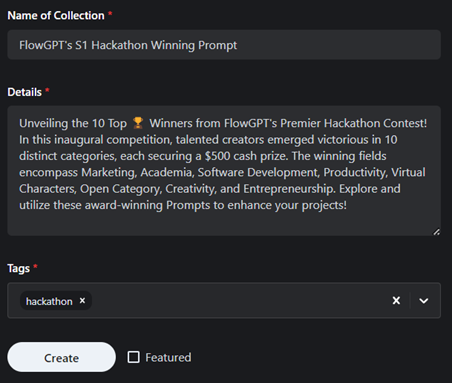 Name of Collection *
FlowGPT's S1 Hackathon Winning Prompt
Details *
Unveiling the 10 Top 🏆 Winners from FlowGPT's Premier Hackathon Contest!
In this inaugural competition, talented creators emerged victorious in 10
distinct categories, each securing a $500 cash prize. The winning fields
encompass Marketing, Academia, Software Development, Productivity, Virtual
Characters, Open Category, Creativity, and Entrepreneurship. Explore and
utilize these award-winning Prompts to enhance your projects!
Tags *
hackathon
Create Featured